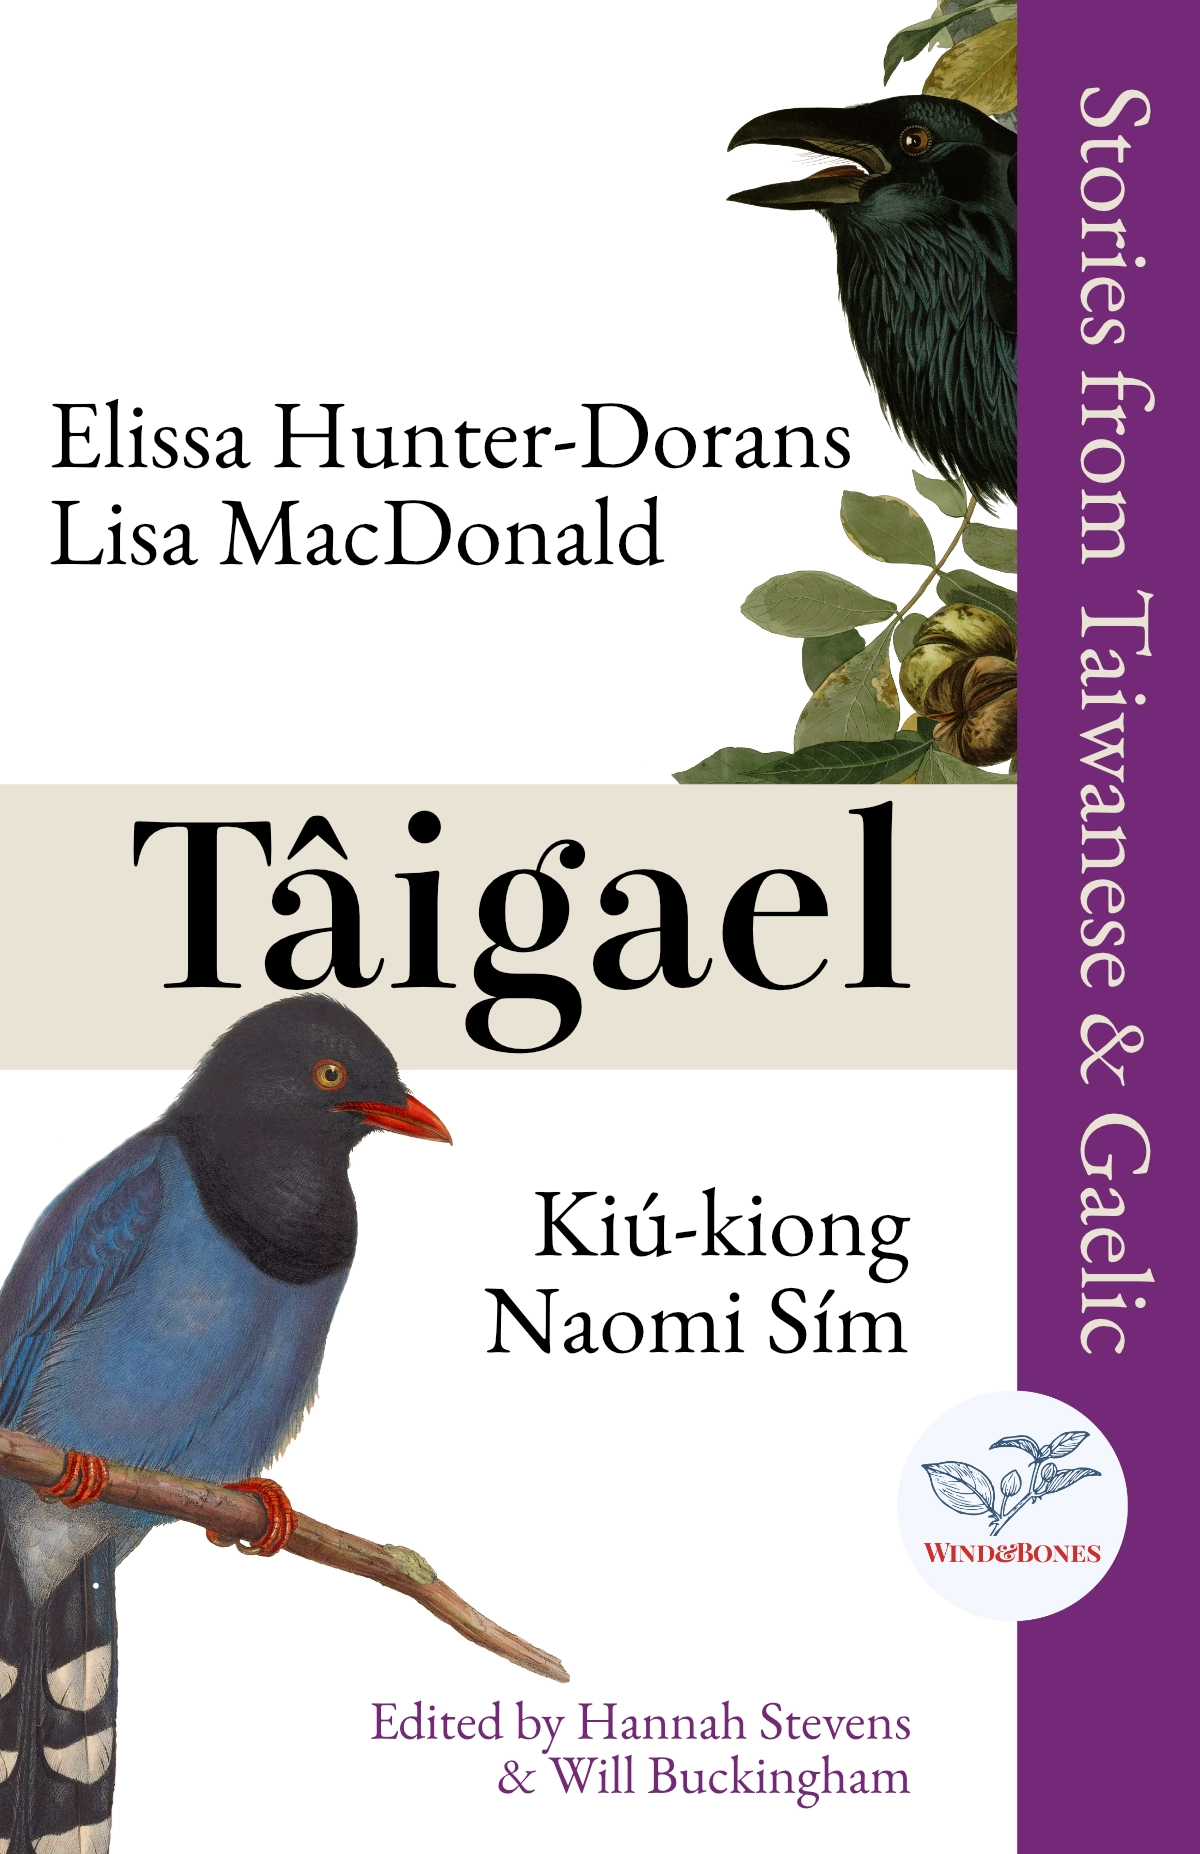 Elissa Hunter-Dorans
Lisa MacDonald
Tâigael
Kiú-kiong
Naomi Sím
Edited by Hannah Stevens
& Will Buckingham
Stories from Taiwanese & Gaelic
WIND&BONES